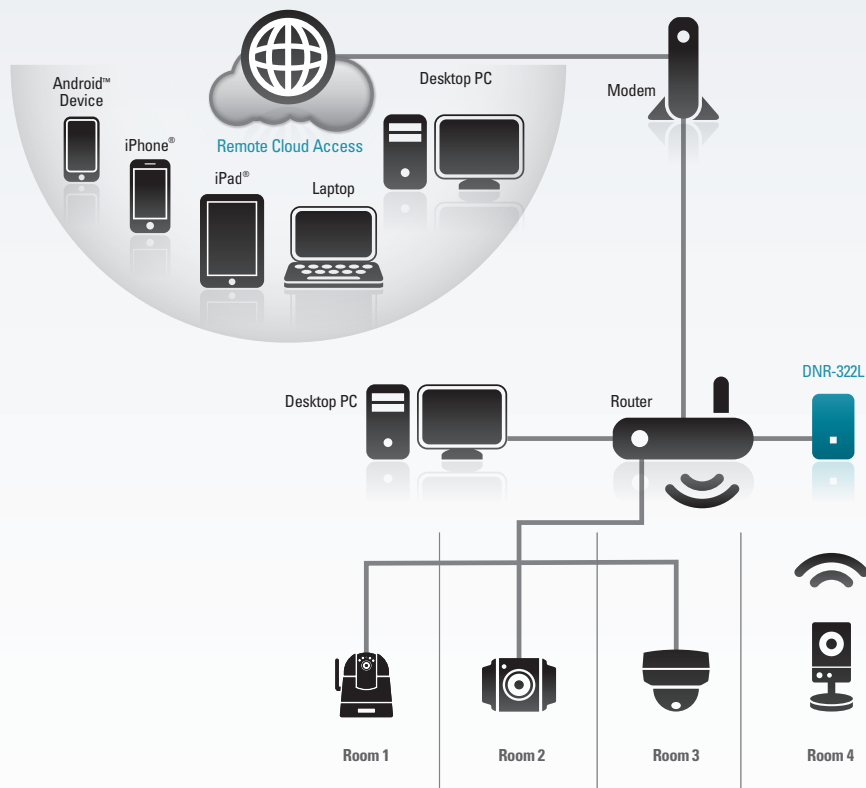 Android™
Device
iPhone®
iPad®
Remote Cloud Access
Laptop
Desktop PC
Modem
Desktop PC
Router
DNR-322L
Room 1
Room 2
Room 3
Room 4